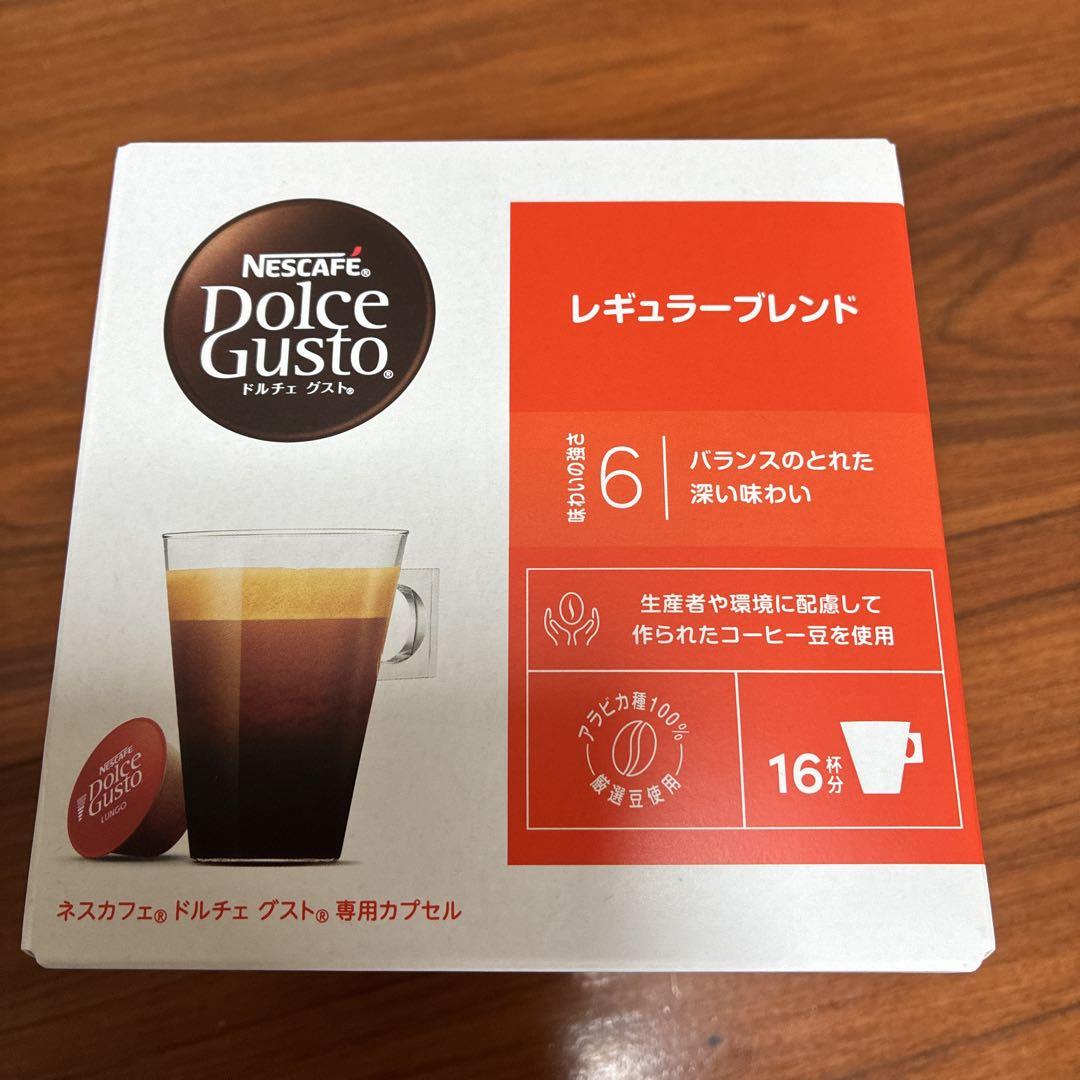 NESCAFÉ®
Dolce
Gusto®
ドルチェ グスト®
レギュラーブレンド
味わいの強さ
6
バランスのとれた
深い味わい
生産者や環境に配慮して
作られたコーヒー豆を使用
アラビカ種100%
厳選豆使用
16杯分
NESCAFÉ
Dolce
Gusto
LUNGO
ネスカフェ® ドルチェ グスト® 専用カプセル